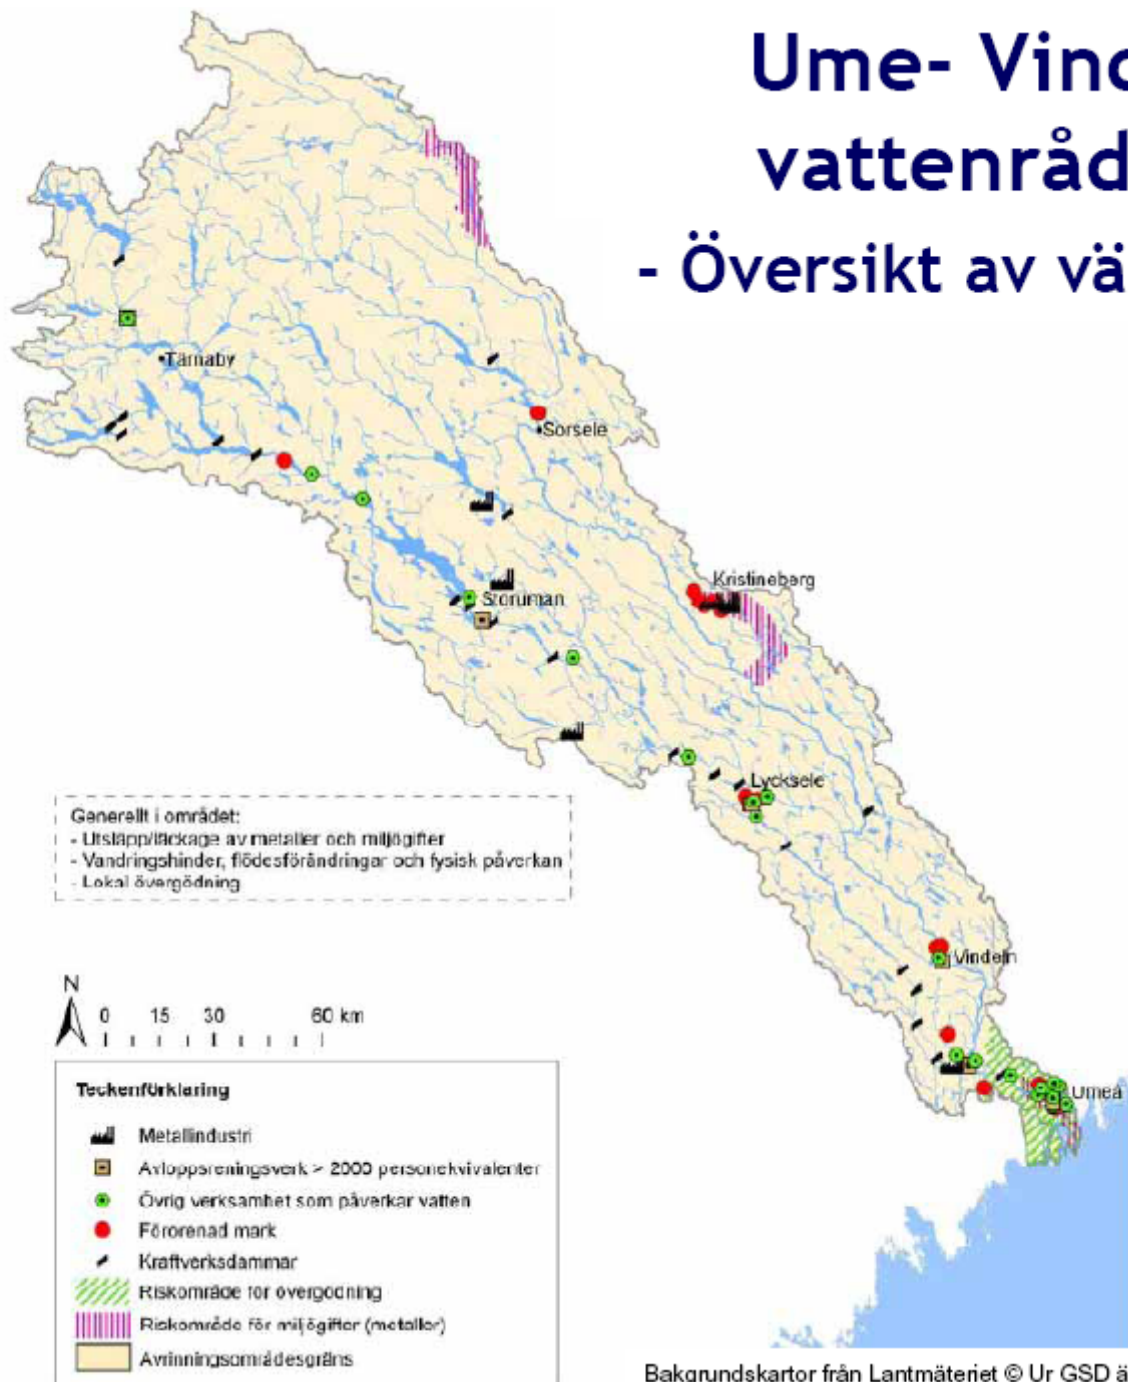 Ume- Vind
vattenråd
- Översikt av vä
Tärnaby
Sorsele
Kristineberg
Storuman
Lycksele
Generellt i området:
- Utsläpp/läckage av metaller och miljögifter
- Vandringshinder, flödesförändringar och fysisk påverkan
- Lokal övergödning
Vindeln
N
0 15 30 60 km
Umeå
Teckenförklaring
Metallindustri
Avloppsreningsverk > 2000 personekvivalenter
Övrig verksamhet som påverkar vatten
Förorenad mark
Kraftverksdammar
Riskområde för övergödning
Riskområde för miljögifter (metaller)
Avrinningsområdesgräns
Bakgrundskartor från Lantmäteriet © Ur GSD ä